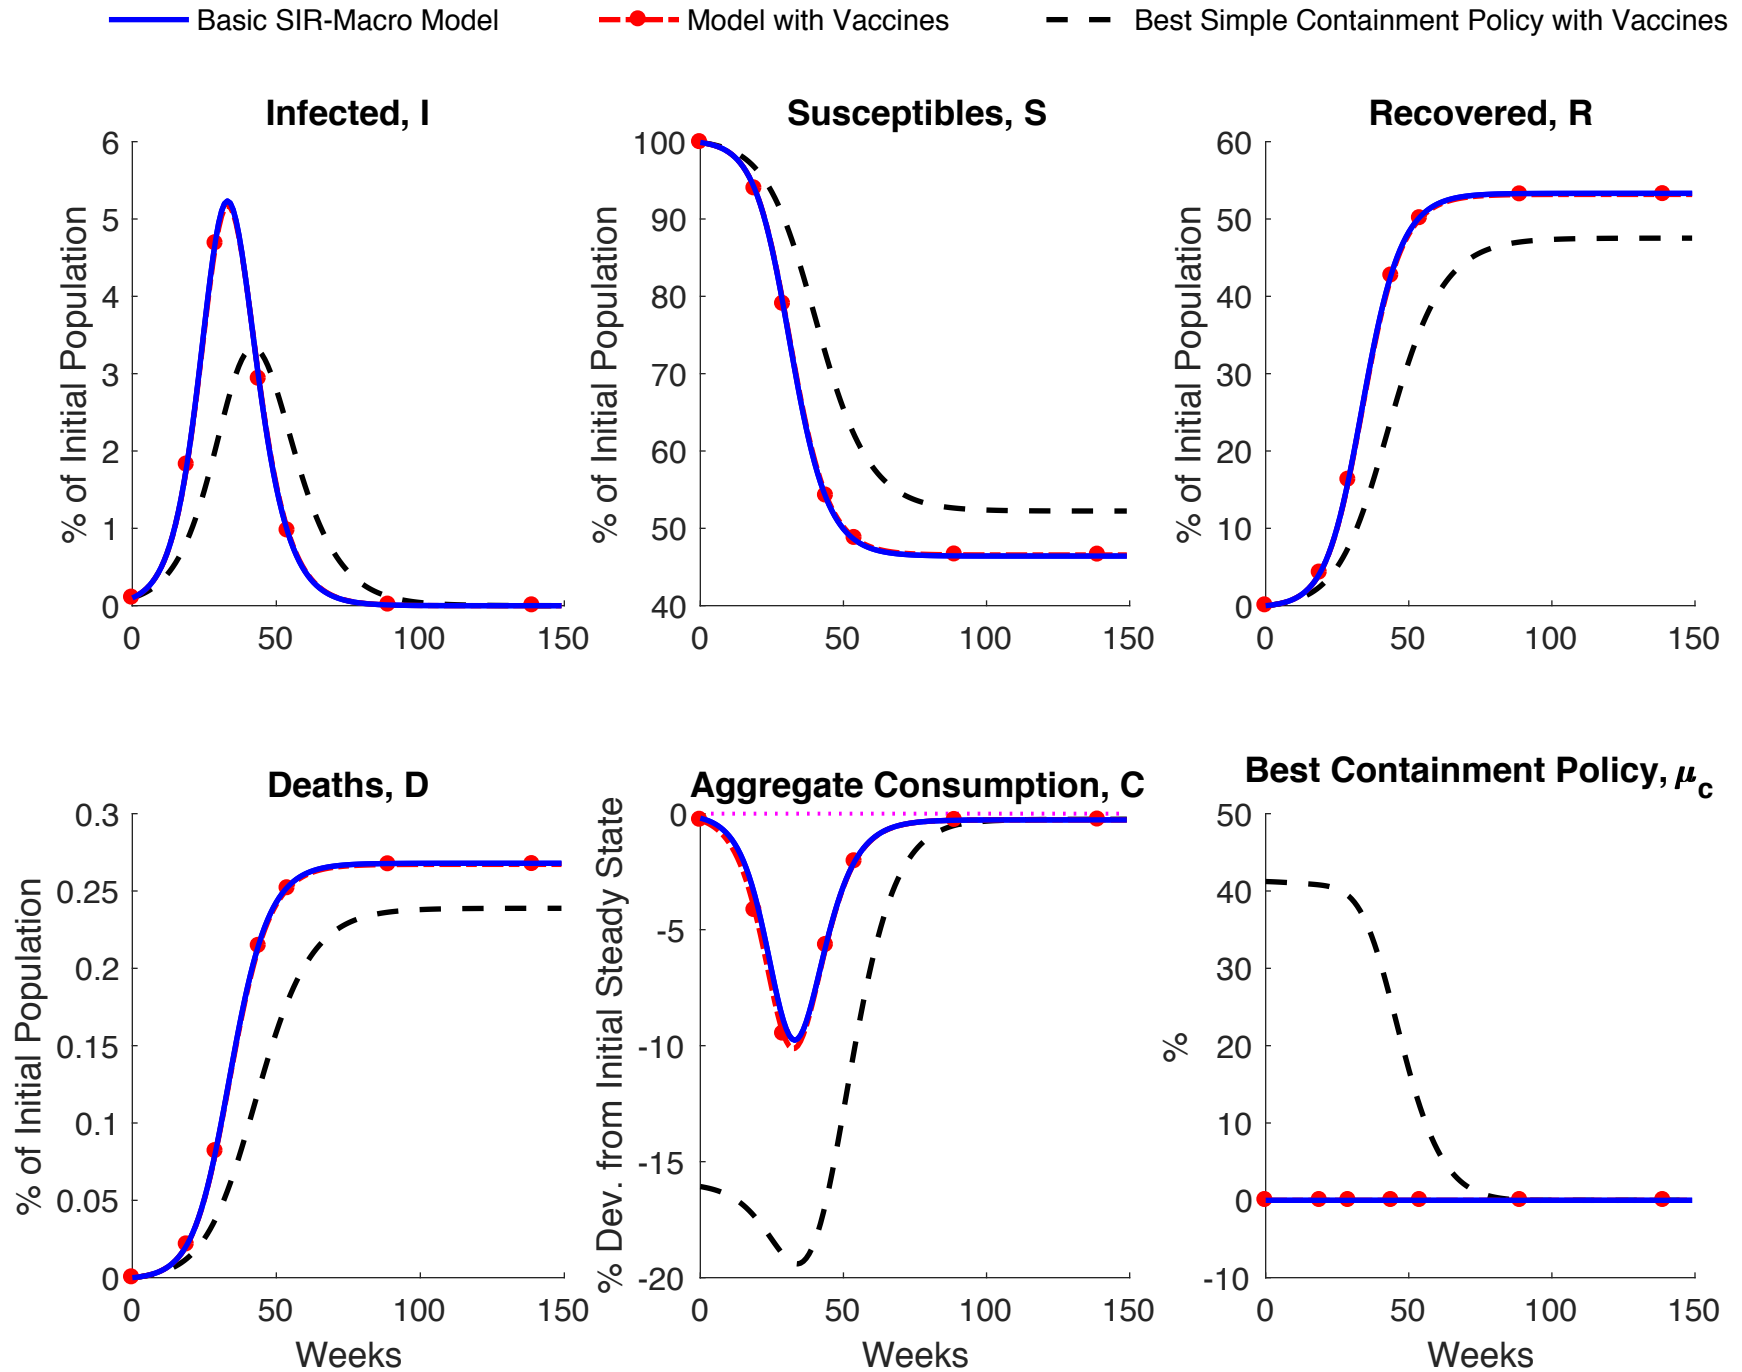 Basic SIR-Macro Model
Model with Vaccines
Best Simple Containment Policy with Vaccines
Infected, I
% of Initial Population
6
5
4
3
2
1
0
0 50 100 150
Susceptibles, S
% of Initial Population
100
90
80
70
60
50
40
0 50 100 150
Recovered, R
% of Initial Population
60
50
40
30
20
10
0
0 50 100 150
Deaths, D
% of Initial Population
0.3
0.25
0.2
0.15
0.1
0.05
0
0 50 100 150
Weeks
Aggregate Consumption, C
% Dev. from Initial Steady State
0
-5
-10
-15
-20
0 50 100 150
Weeks
Best Containment Policy, μc
%
50
40
30
20
10
0
-10
0 50 100 150
Weeks